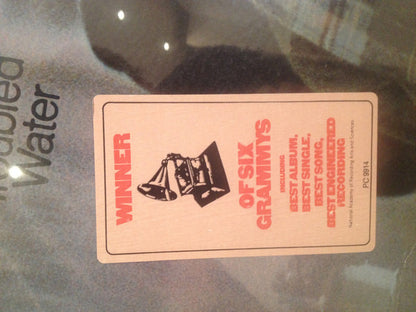 Water
WINNER
OF SIX
GRAMMYS
INCLUDING
BEST ALBUM,
BEST SINGLE,
BEST SONG,
BEST ENGINEERED
RECORDING
National Academy of Recording Arts and Sciences
PC 9914